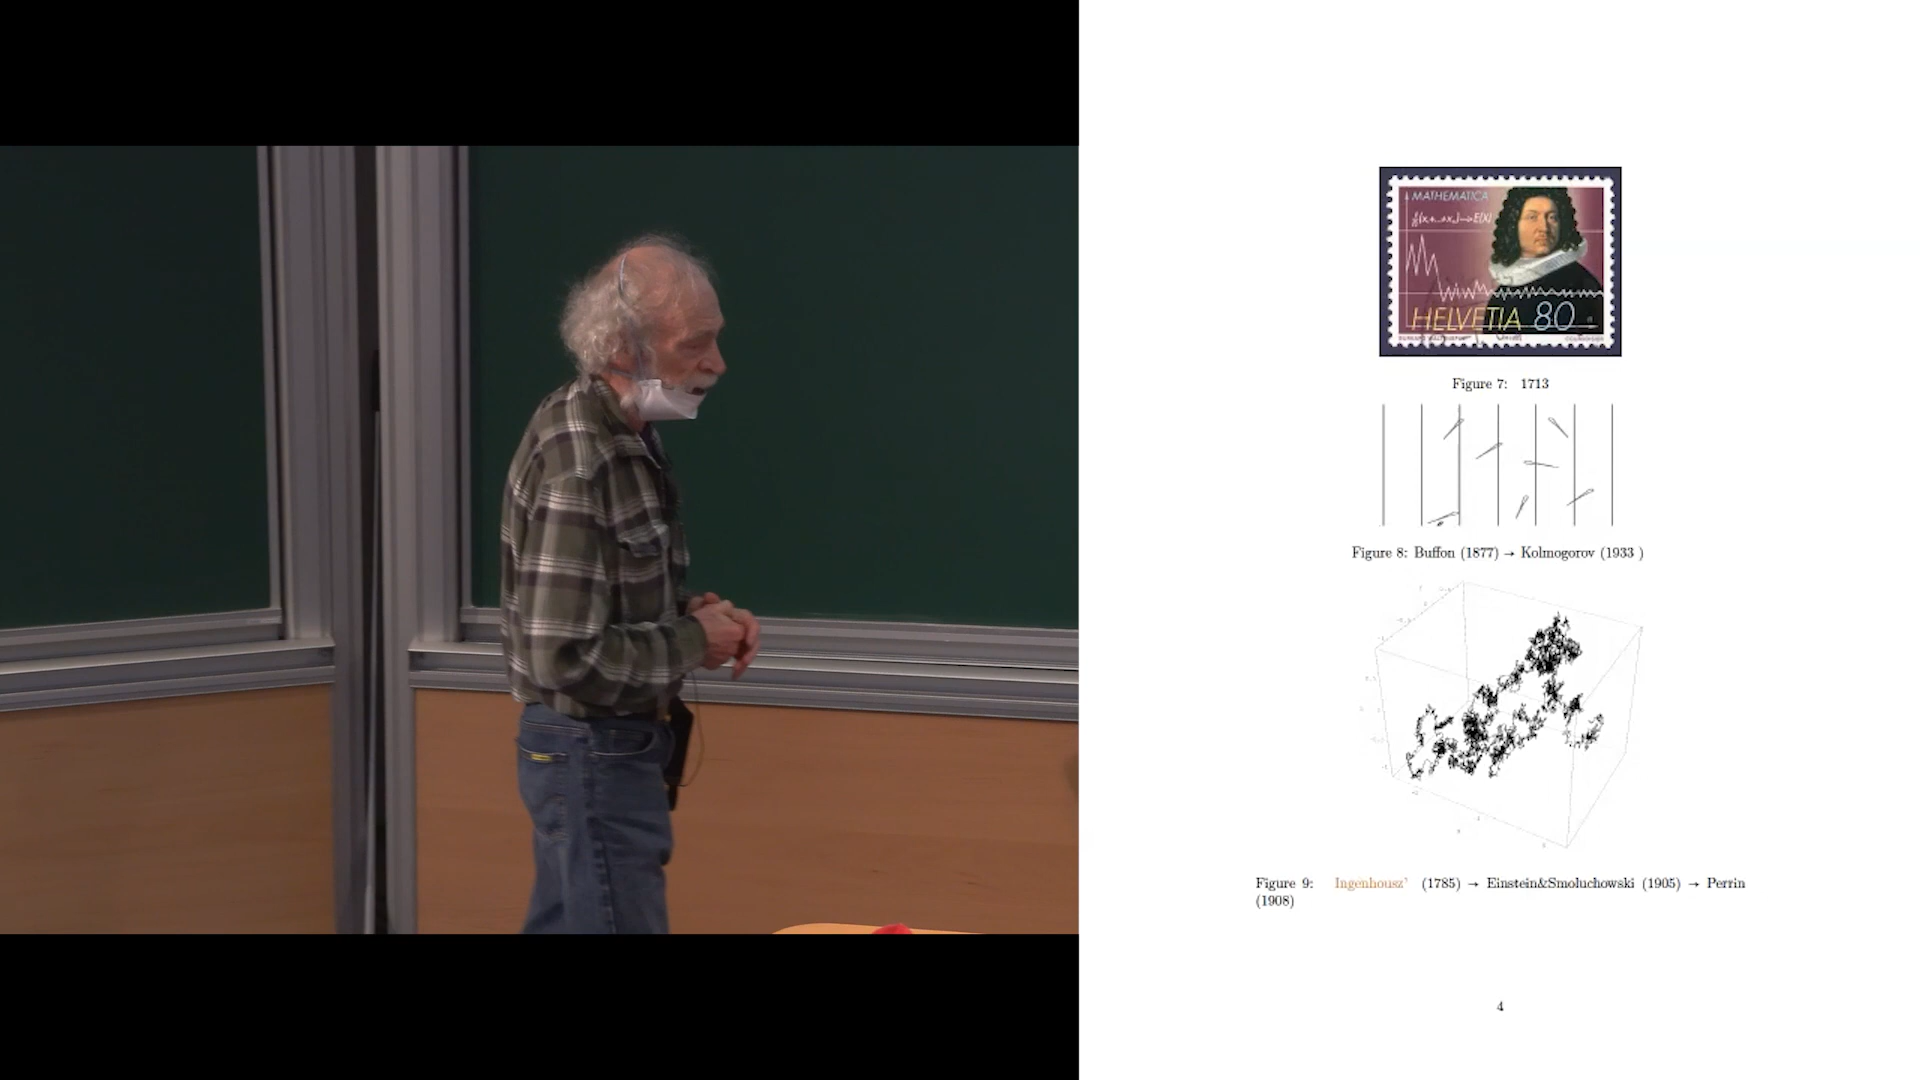 MATHEMATICA
HELVETIA 80
Figure 7: 1713
Figure 8: Buffon (1877) → Kolmogorov (1933 )
Figure 9: Ingenhousz' (1785) → Einstein&Smoluchowski (1905) → Perrin
(1908)
4